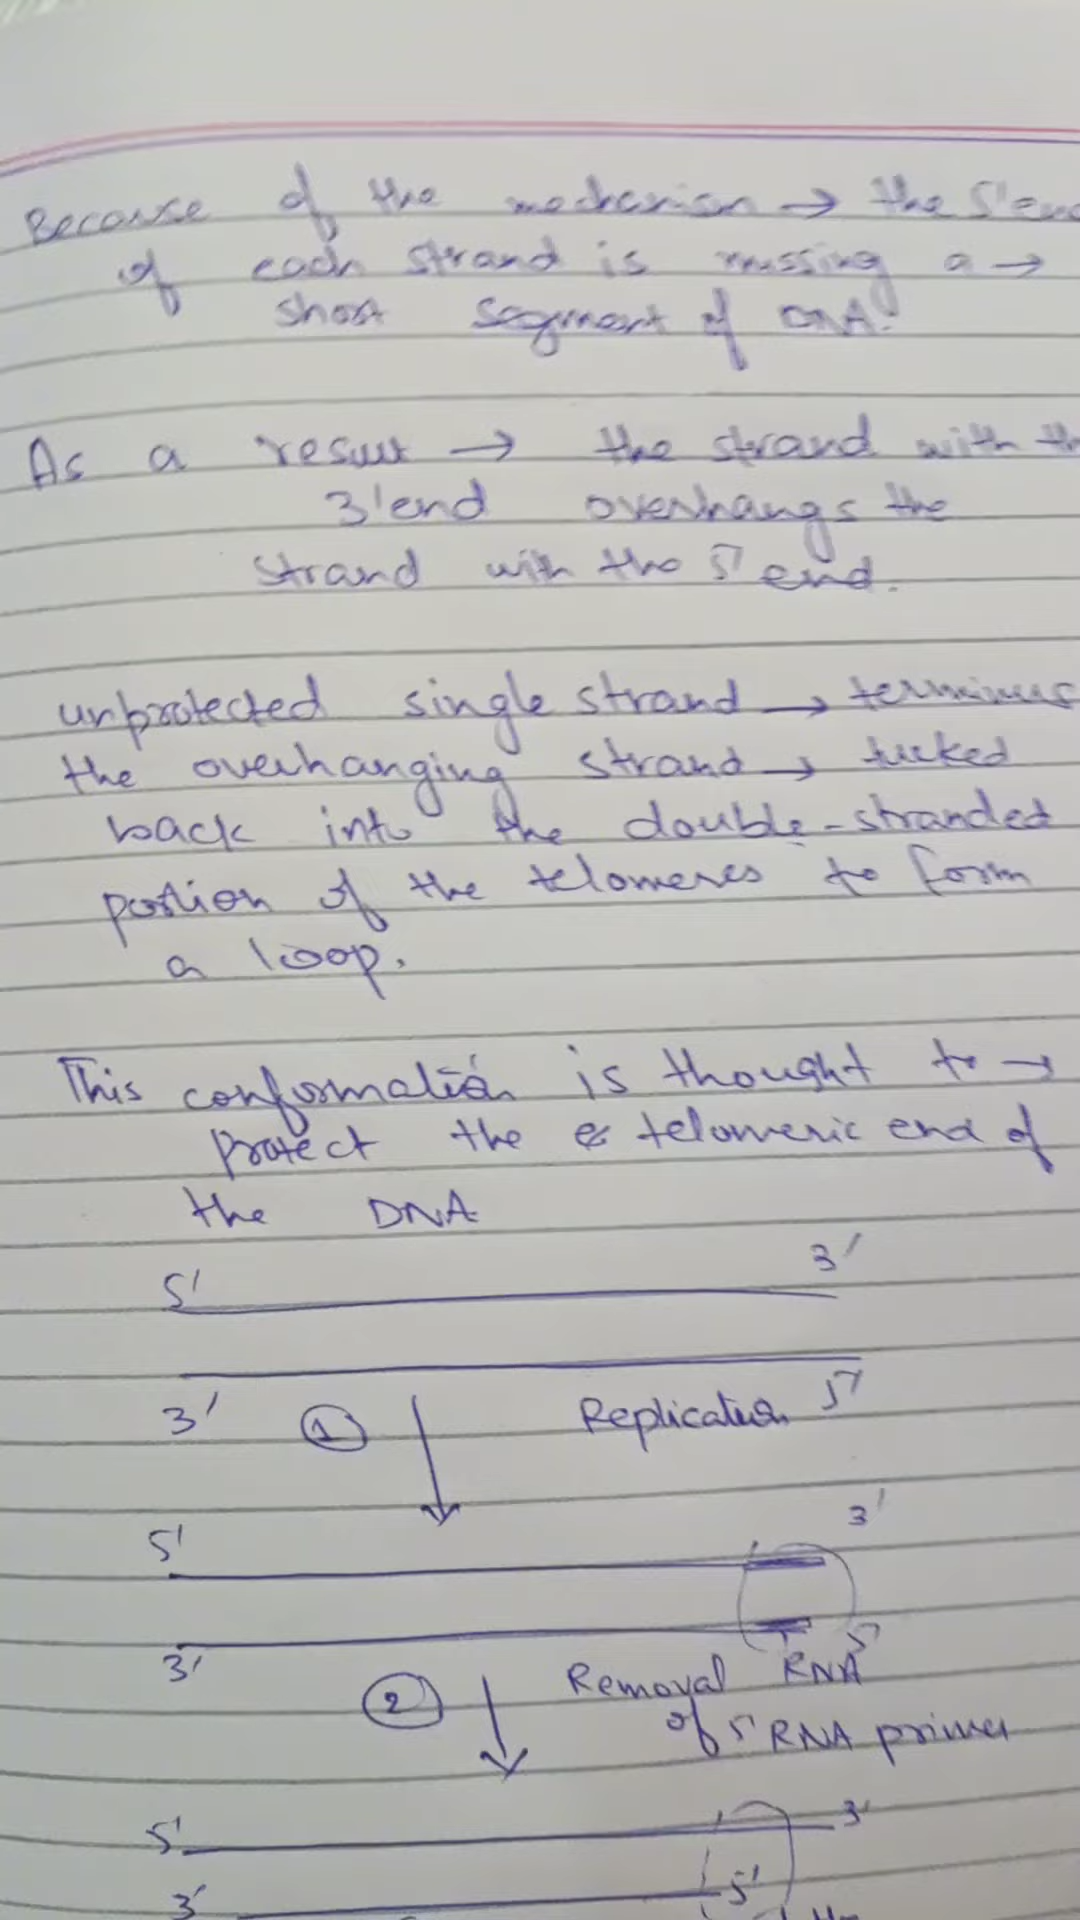 Because of the mechanism → the 5' end
of each strand is missing a →
short segment of DNA.
As a result → the strand with th
3' end overhangs the
strand with the 5' end.
unprotected single strand → terminus
the overhanging strand → tucked
back into the double-stranded
portion of the telomeres to form
a loop.
This conformation is thought to →
protect the telomeric end of
the DNA
5' 3'
3' 5'
1 Replication
5' 3'
3' 5'
RNA
2 Removal
of 5' RNA primer
5' 3'
3' 5'